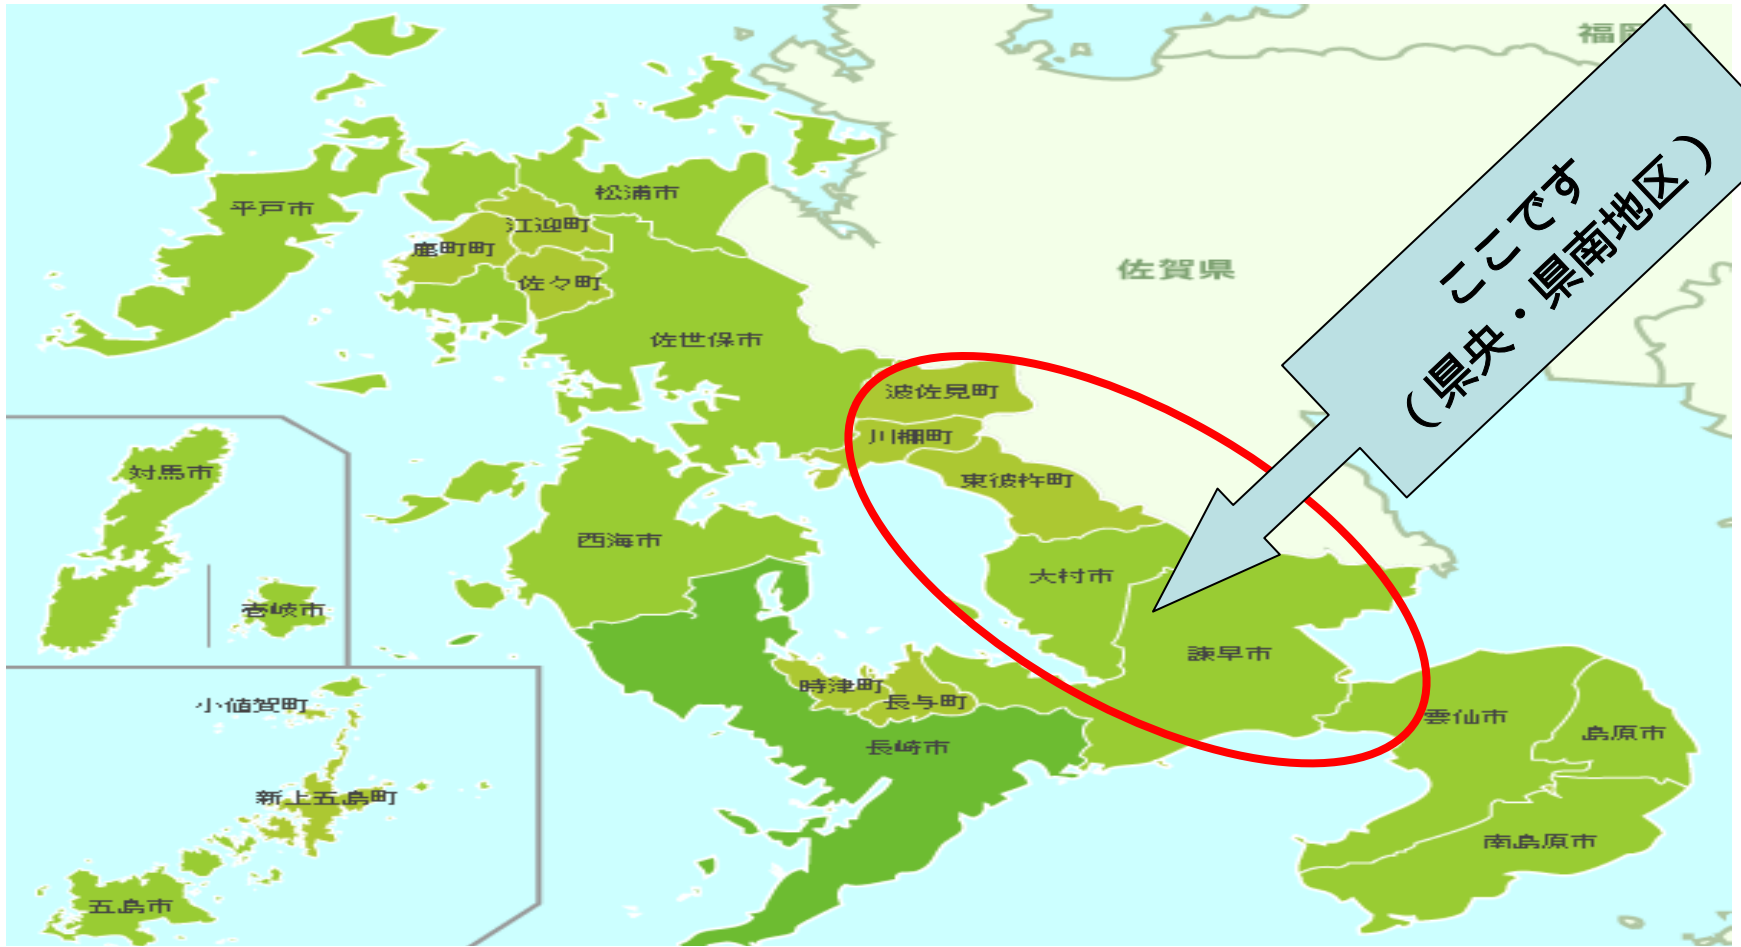 福岡
平戸市
松浦市
江迎町
鹿町町
佐々町
佐世保市
佐賀県
ここです
（県央・県南地区）
波佐見町
川棚町
東彼杵町
対馬市
壱岐市
西海市
大村市
諫早市
時津町
長与町
長崎市
雲仙市
島原市
南島原市
小値賀町
新上五島町
五島市